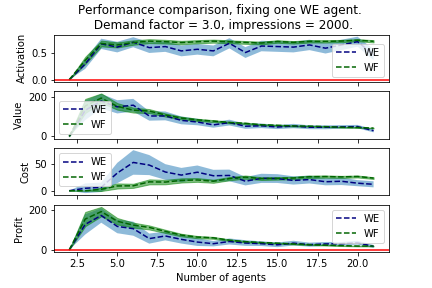 Performance comparison, fixing one WE agent.
Demand factor = 3.0, impressions = 2000.
Activation
0.5
0.0
WE
WF
Value
200
0
WE
WF
Cost
50
0
WE
WF
Profit
200
0
WE
WF
2.5 5.0 7.5 10.0 12.5 15.0 17.5 20.0
Number of agents